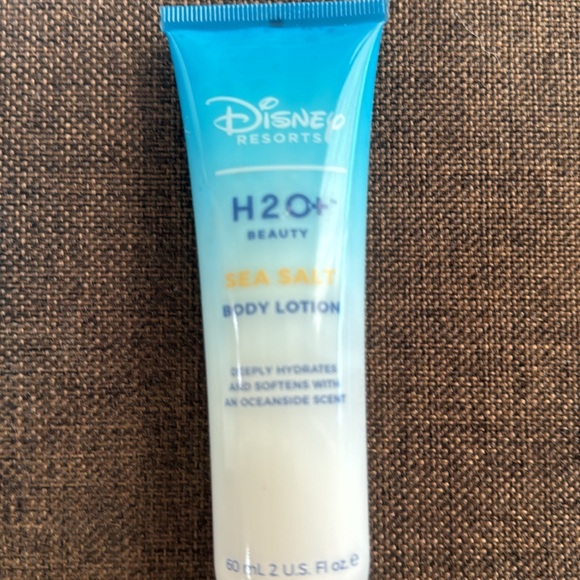 Disney
RESORTS
H2O+™
BEAUTY
SEA SALT
BODY LOTION
DEEPLY HYDRATES
AND SOFTENS WITH
AN OCEANSIDE SCENT
60 mL 2 U.S. Fl oz. e